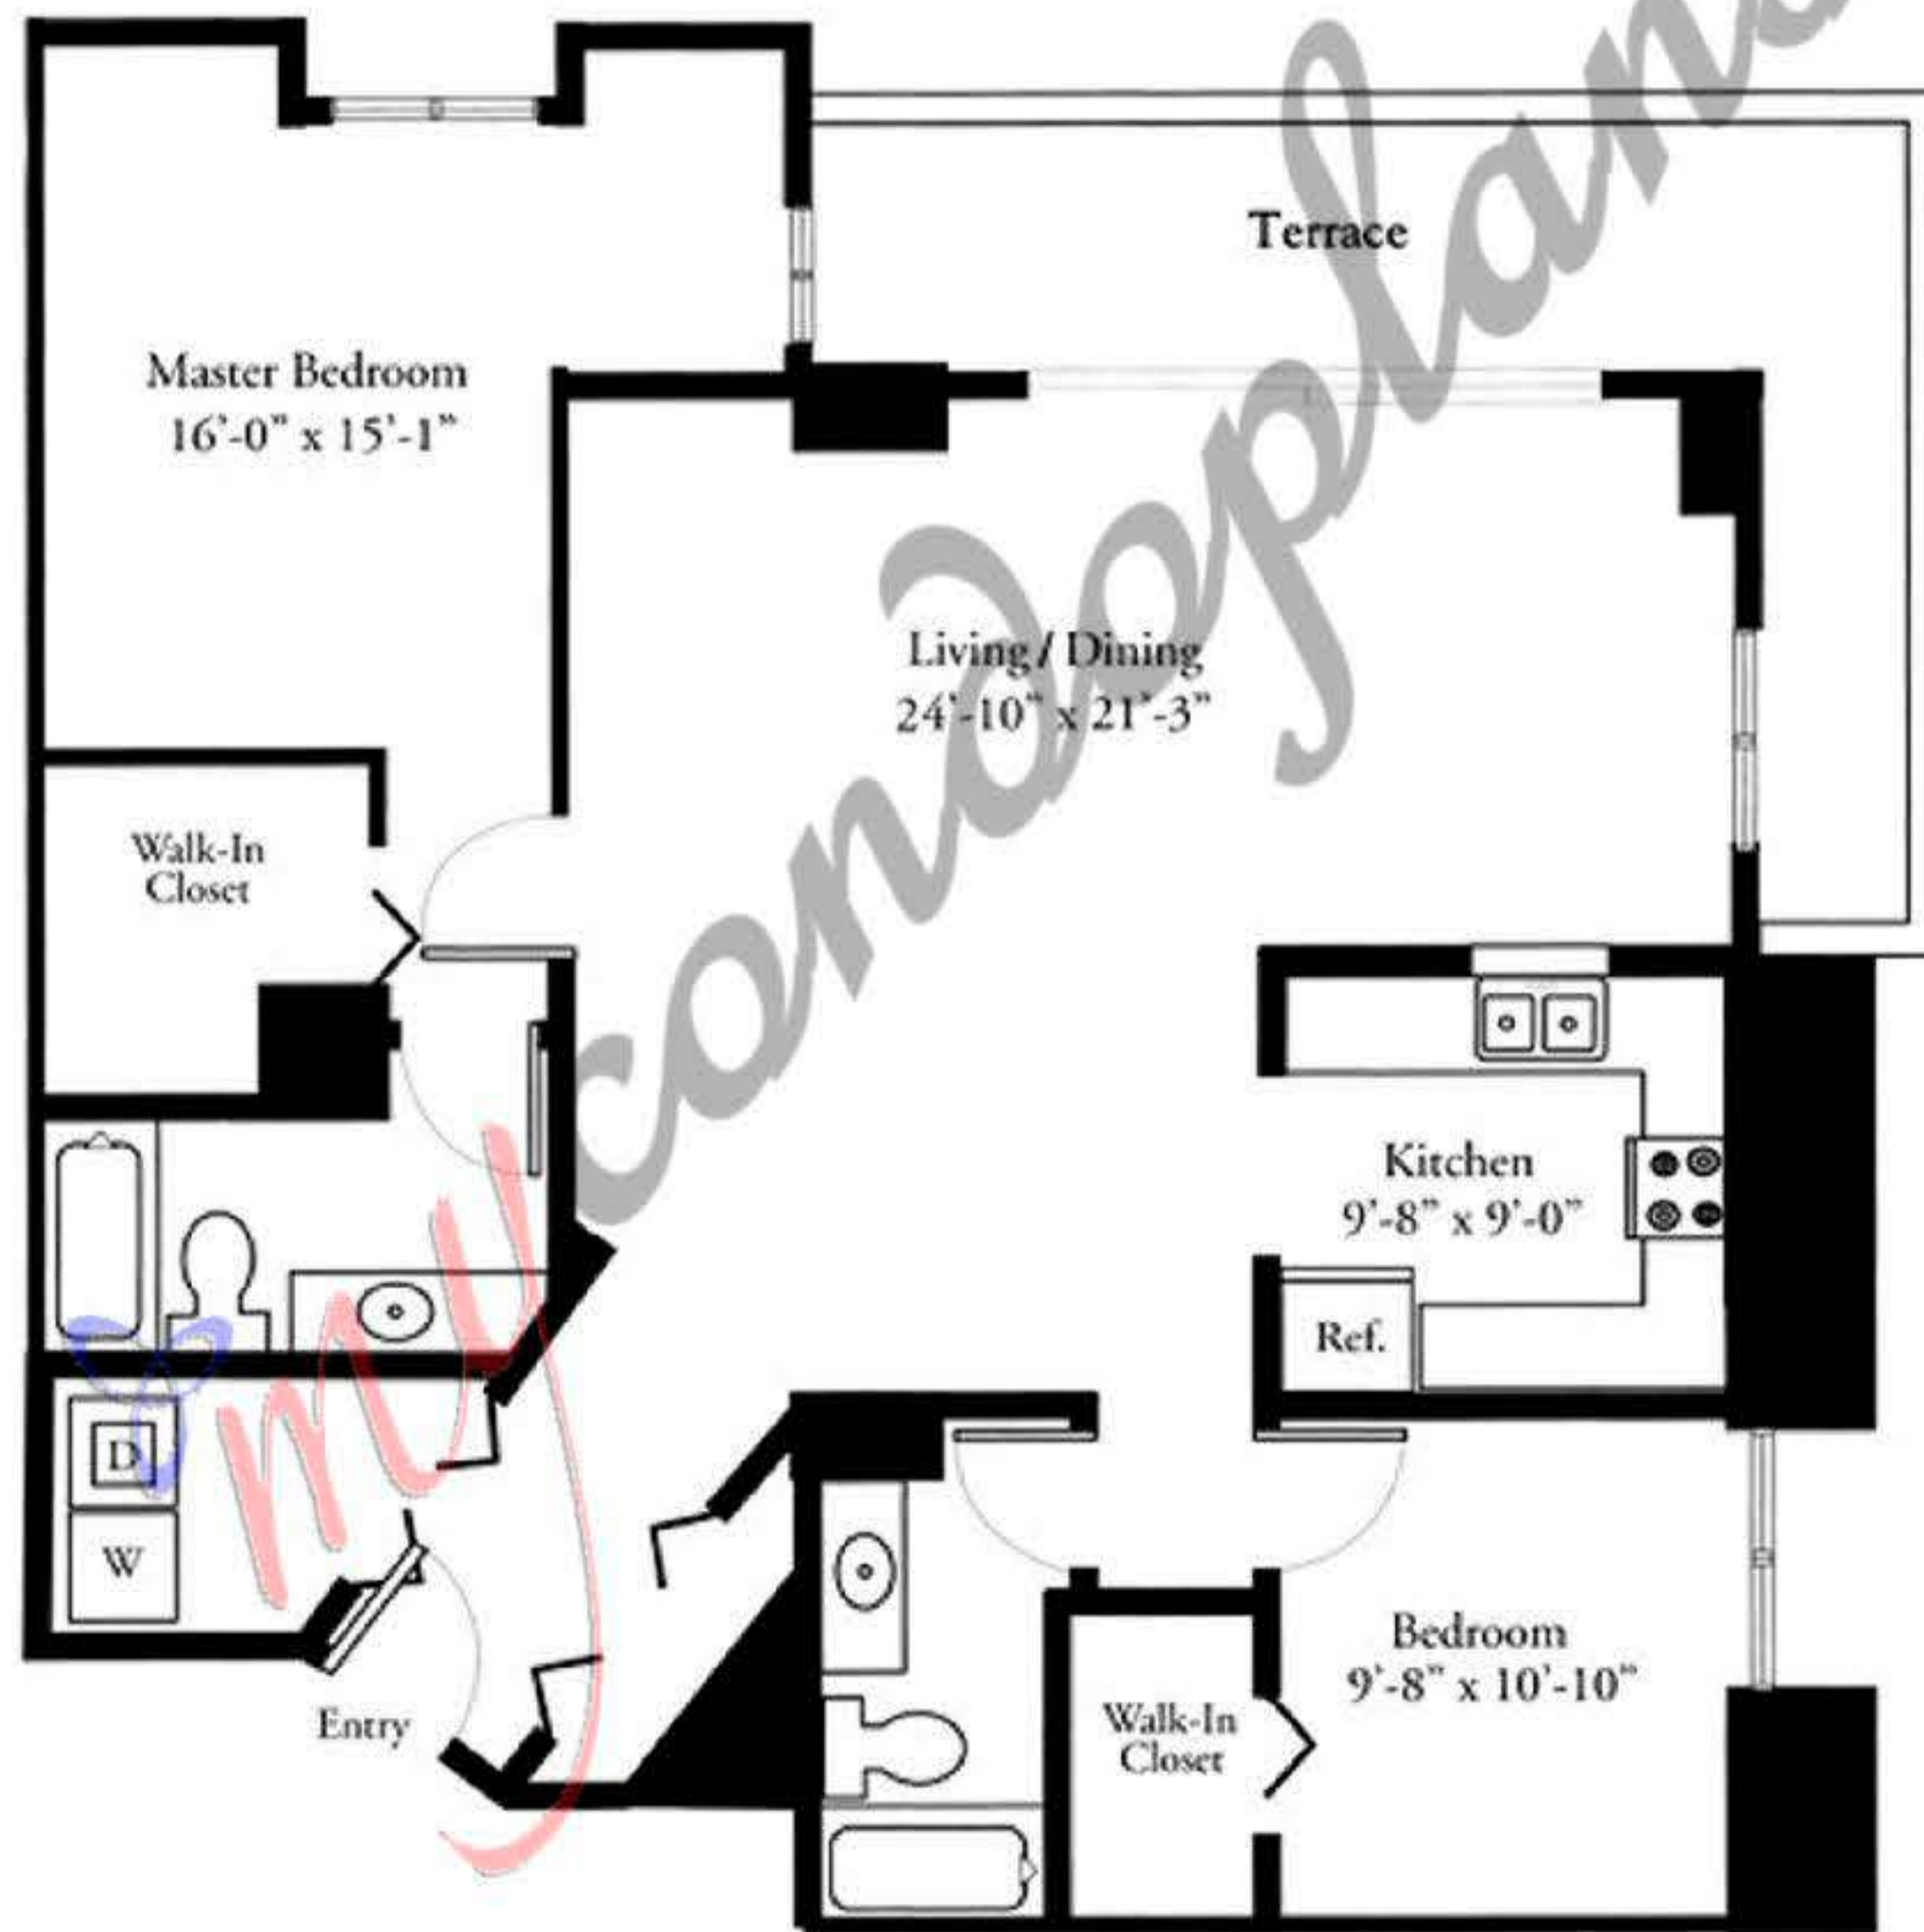 Terrace
Master Bedroom
16'-0" x 15'-1"
Living / Dining
24'-10" x 21'-3"
Walk-In
Closet
Kitchen
9'-8" x 9'-0"
Ref.
D
W
Entry
Bedroom
9'-8" x 10'-10"
Walk-In
Closet
mycondoplans